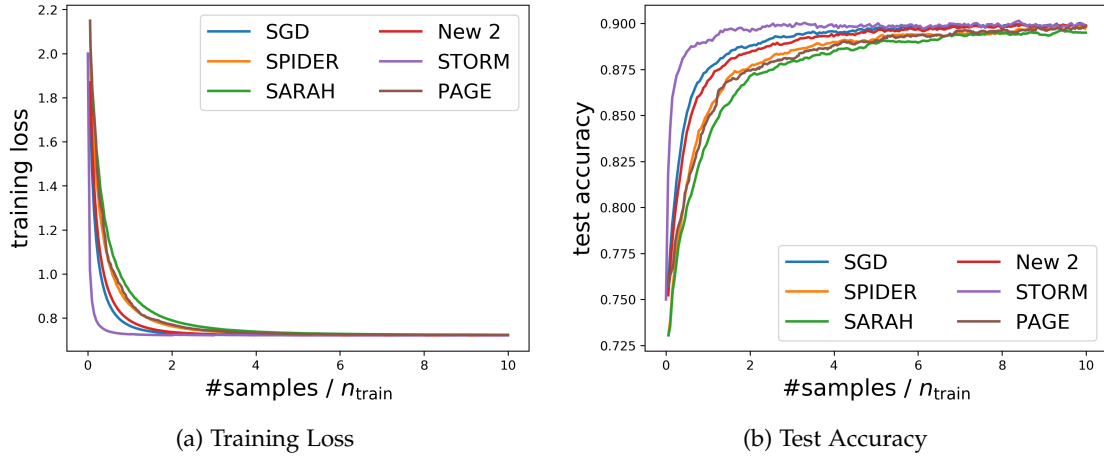 2.2
2.0
1.8
1.6
1.4
1.2
1.0
0.8
training loss
SGD New 2
SPIDER STORM
SARAH PAGE
0 2 4 6 8 10
#samples / n_train
(a) Training Loss
0.900
0.875
0.850
0.825
0.800
0.775
0.750
0.725
test accuracy
SGD New 2
SPIDER STORM
SARAH PAGE
0 2 4 6 8 10
#samples / n_train
(b) Test Accuracy